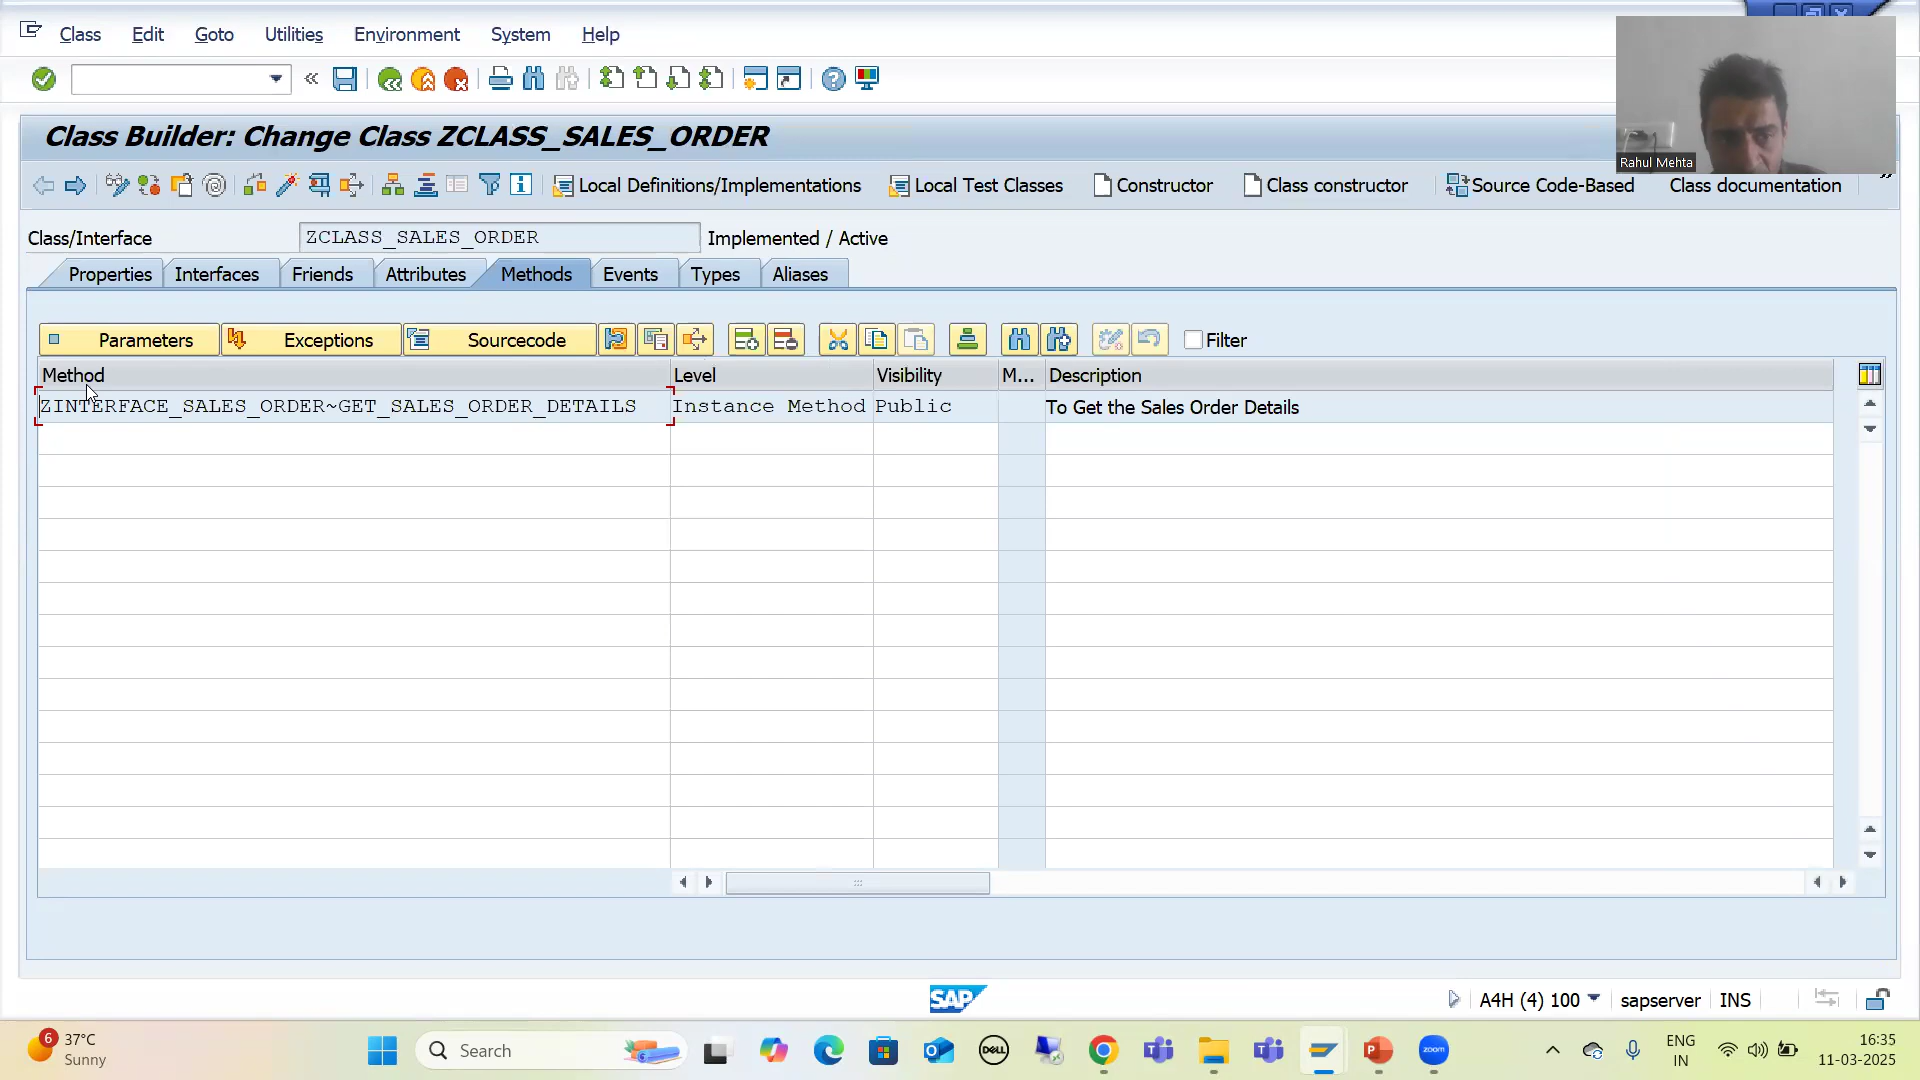 Class Edit Goto Utilities Environment System Help
Class Builder: Change Class ZCLASS_SALES_ORDER
Local Definitions/Implementations Local Test Classes Constructor Class constructor Source Code-Based Class documentation
Rahul Mehta
Class/Interface ZCLASS_SALES_ORDER Implemented / Active
Properties Interfaces Friends Attributes Methods Events Types Aliases
Parameters Exceptions Sourcecode Filter
Method Level Visibility M... Description
ZINTERFACE_SALES_ORDER~GET_SALES_ORDER_DETAILS Instance Method Public To Get the Sales Order Details
SAP A4H (4) 100 sapserver INS
6 37°C
Sunny
Search
DELL
zoom
ENG
IN
16:35
11-03-2025